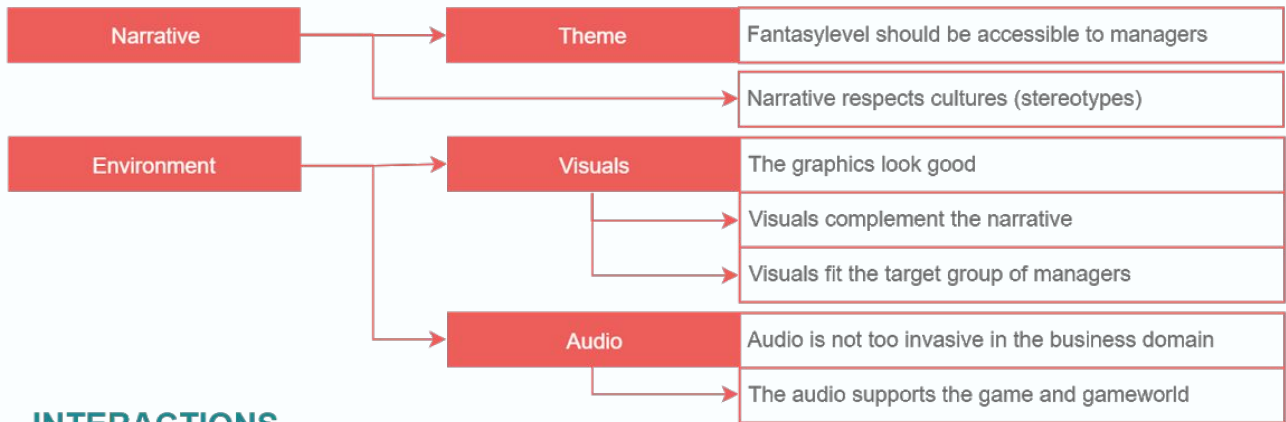 Narrative
Theme
Fantasylevel should be accessible to managers
Narrative respects cultures (stereotypes)
Environment
Visuals
The graphics look good
Visuals complement the narrative
Visuals fit the target group of managers
Audio
Audio is not too invasive in the business domain
The audio supports the game and gameworld
INTERACTIONS